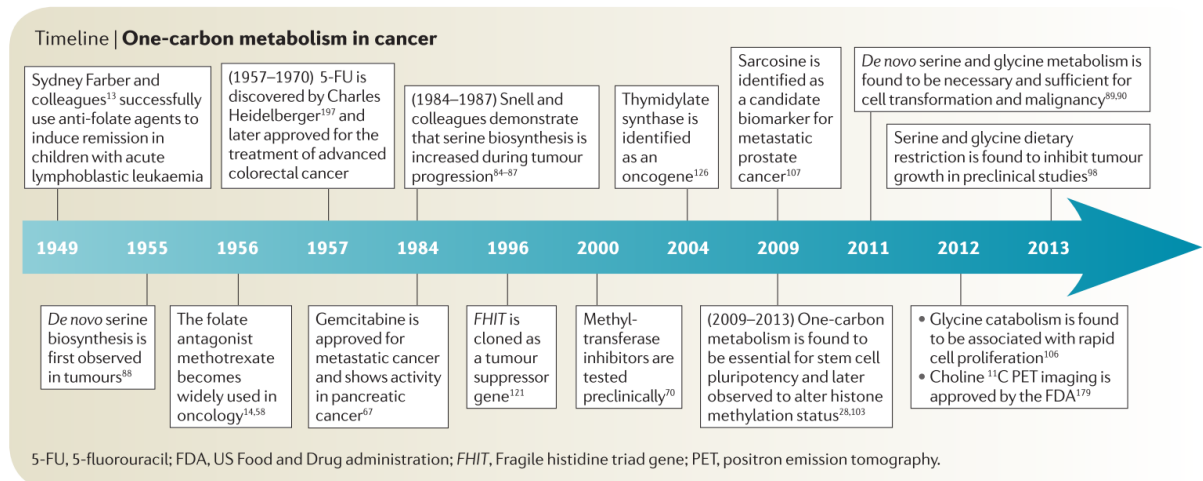 Timeline | One-carbon metabolism in cancer
Sydney Farber and
colleagues¹³ successfully
use anti-folate agents to
induce remission in
children with acute
lymphoblastic leukaemia
(1957–1970) 5-FU is
discovered by Charles
Heidelberger¹⁹⁷ and
later approved for the
treatment of advanced
colorectal cancer
(1984–1987) Snell and
colleagues demonstrate
that serine biosynthesis is
increased during tumour
progression⁸⁴⁻⁸⁷
Thymidylate
synthase is
identified
as an
oncogene¹²⁶
Sarcosine is
identified as
a candidate
biomarker for
metastatic
prostate
cancer¹⁰⁷
De novo serine and glycine metabolism is
found to be necessary and sufficient for
cell transformation and malignancy⁸⁹,⁹⁰
Serine and glycine dietary
restriction is found to inhibit tumour
growth in preclinical studies⁹⁸
1949 1955 1956 1957 1984 1996 2000 2004 2009 2011 2012 2013
De novo serine
biosynthesis is
first observed
in tumours⁸⁸
The folate
antagonist
methotrexate
becomes
widely used in
oncology¹⁴,⁵⁸
Gemcitabine is
approved for
metastatic cancer
and shows activity
in pancreatic
cancer⁶⁷
FHIT is
cloned as
a tumour
suppressor
gene¹²¹
Methyl-
transferase
inhibitors are
tested
preclinically⁷⁰
(2009–2013) One-carbon
metabolism is found to
be essential for stem cell
pluripotency and later
observed to alter histone
methylation status²⁸,¹⁰³
• Glycine catabolism is found
to be associated with rapid
cell proliferation¹⁰⁶
• Choline ¹¹C PET imaging is
approved by the FDA¹⁷⁹
5-FU, 5-fluorouracil; FDA, US Food and Drug administration; FHIT, Fragile histidine triad gene; PET, positron emission tomography.